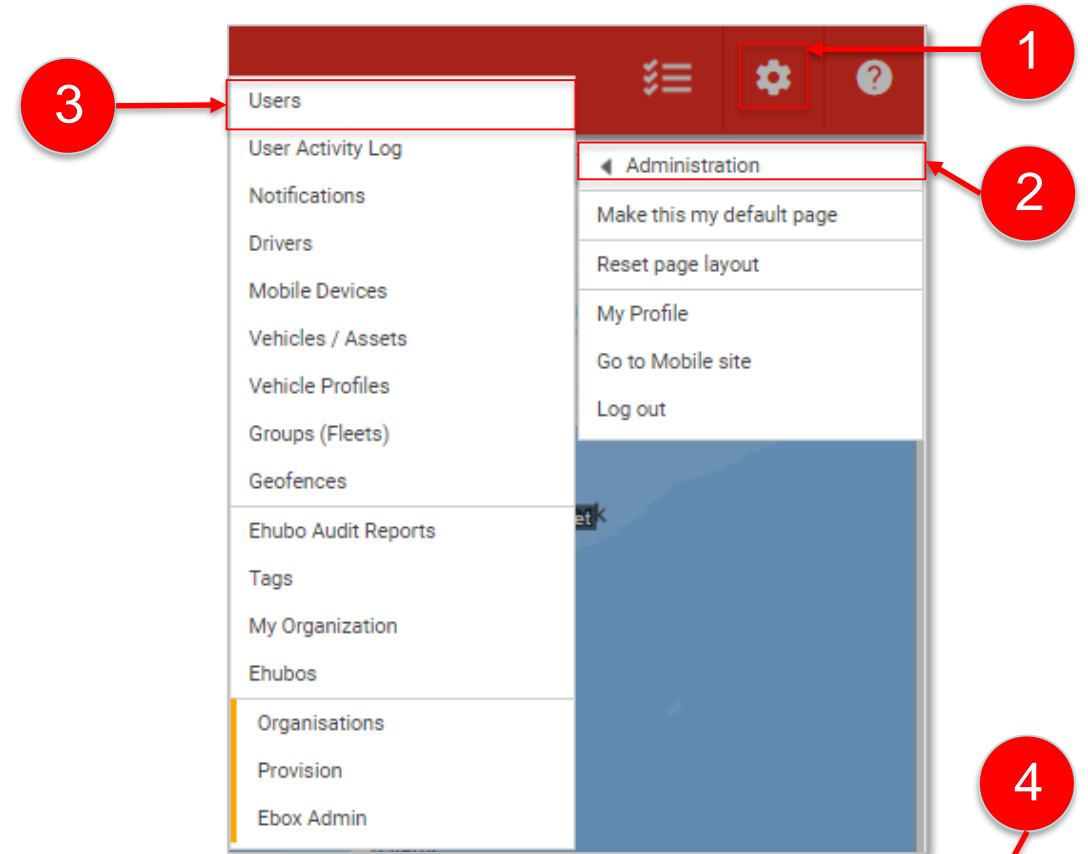 1
3
Users
User Activity Log
Administration
2
Notifications
Make this my default page
Drivers
Reset page layout
Mobile Devices
My Profile
Vehicles / Assets
Go to Mobile site
Vehicle Profiles
Log out
Groups (Fleets)
Geofences
Ehubo Audit Reports
Tags
My Organization
Ehubos
Organisations
Provision
4
Ebox Admin